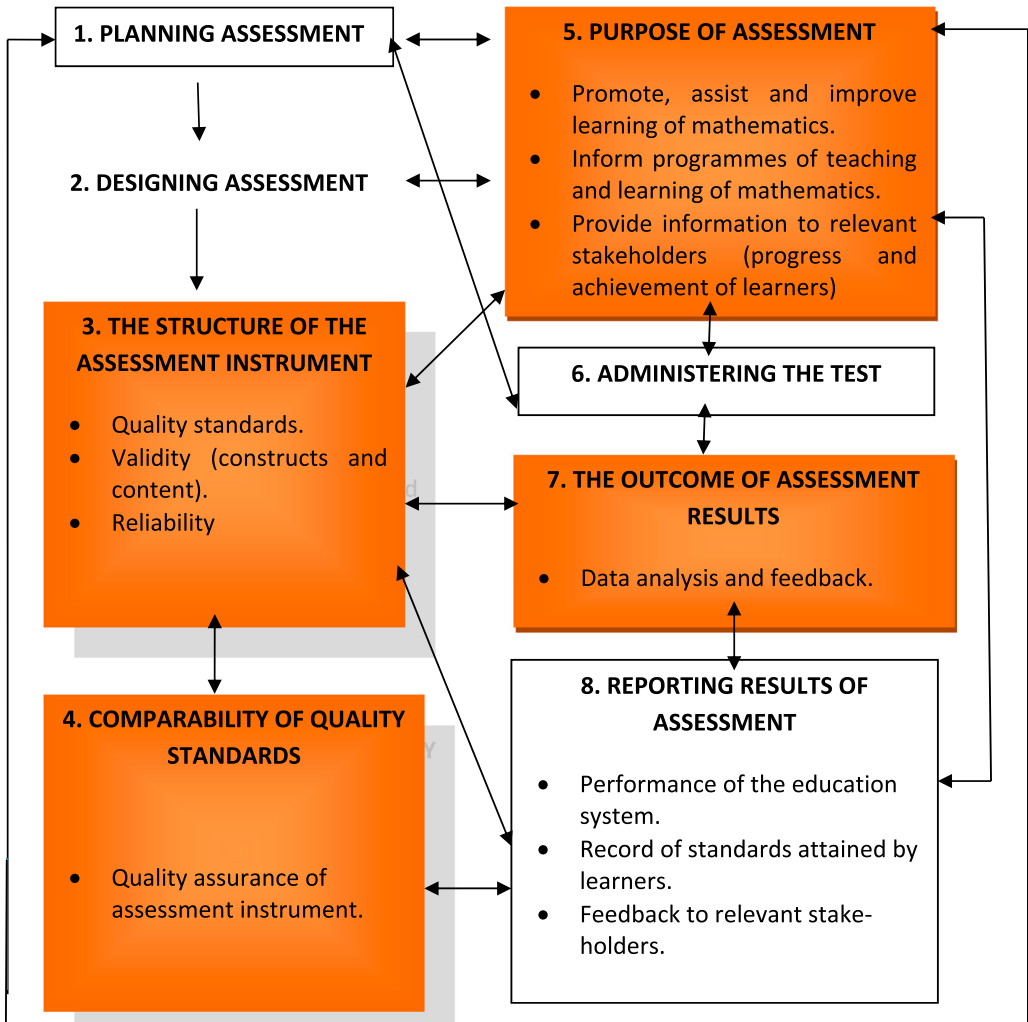 1. PLANNING ASSESSMENT
2. DESIGNING ASSESSMENT
3. THE STRUCTURE OF THE
ASSESSMENT INSTRUMENT
• Quality standards.
• Validity (constructs and
content).
• Reliability
d
4. COMPARABILITY OF QUALITY
STANDARDS
Y
• Quality assurance of
assessment instrument.
5. PURPOSE OF ASSESSMENT
• Promote, assist and improve
learning of mathematics.
• Inform programmes of teaching
and learning of mathematics.
• Provide information to relevant
stakeholders (progress and
achievement of learners)
6. ADMINISTERING THE TEST
7. THE OUTCOME OF ASSESSMENT
RESULTS
• Data analysis and feedback.
8. REPORTING RESULTS OF
ASSESSMENT
• Performance of the education
system.
• Record of standards attained by
learners.
• Feedback to relevant stake-
holders.